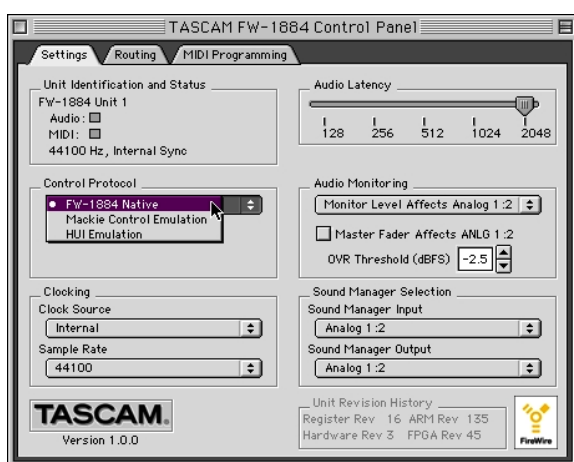 TASCAM FW-1884 Control Panel
Settings
Routing
MIDI Programming
Unit Identification and Status
FW-1884 Unit 1
Audio:
MIDI:
44100 Hz, Internal Sync
Audio Latency
128 256 512 1024 2048
Control Protocol
FW-1884 Native
Mackie Control Emulation
HUI Emulation
Audio Monitoring
Monitor Level Affects Analog 1:2
Master Fader Affects ANLG 1:2
OVR Threshold (dBFS) -2.5
Clocking
Clock Source
Internal
Sample Rate
44100
Sound Manager Selection
Sound Manager Input
Analog 1:2
Sound Manager Output
Analog 1:2
TASCAM.
Version 1.0.0
Unit Revision History
Register Rev 16 ARM Rev 135
Hardware Rev 3 FPGA Rev 45
FireWire